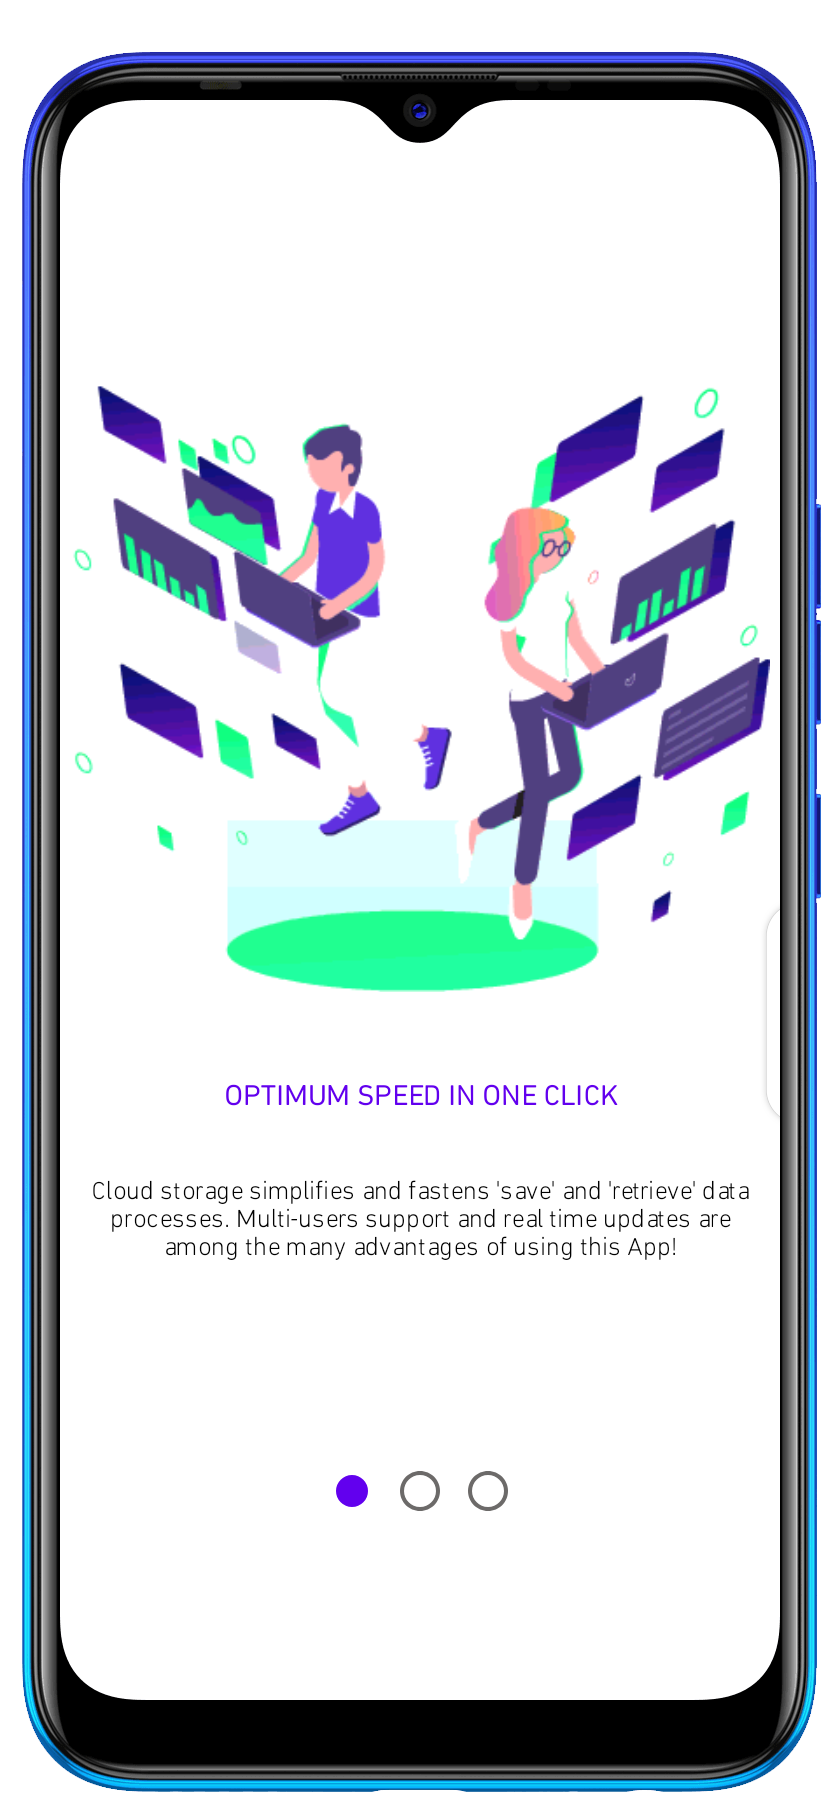 OPTIMUM SPEED IN ONE CLICK
Cloud storage simplifies and fastens 'save' and 'retrieve' data
processes. Multi-users support and real time updates are
among the many advantages of using this App!